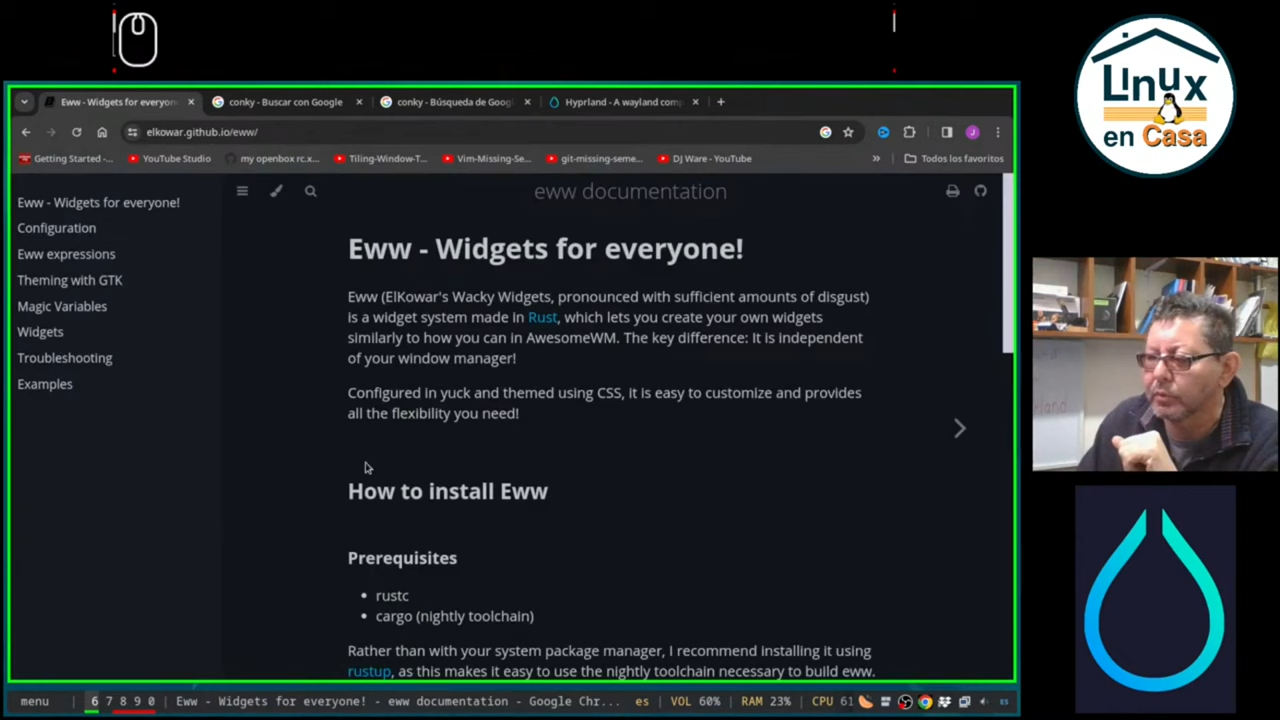 Eww - Widgets for everyon
conky - Buscar con Google
conky - Búsqueda de Goog
Hyprland - A wayland com
elkowar.github.io/eww/
Getting Started -...
YouTube Studio
my openbox rc.x...
Tiling-Window-T...
Vim-Missing-Se...
git-missing-seme...
DJ Ware - YouTube
Todos los favoritos
Eww - Widgets for everyone!
Configuration
Eww expressions
Theming with GTK
Magic Variables
Widgets
Troubleshooting
Examples
eww documentation
Eww - Widgets for everyone!
Eww (ElKowar's Wacky Widgets, pronounced with sufficient amounts of disgust)
is a widget system made in Rust, which lets you create your own widgets
similarly to how you can in AwesomeWM. The key difference: It is independent
of your window manager!
Configured in yuck and themed using CSS, it is easy to customize and provides
all the flexibility you need!
How to install Eww
Prerequisites
rustc
cargo (nightly toolchain)
Rather than with your system package manager, I recommend installing it using
rustup, as this makes it easy to use the nightly toolchain necessary to build eww.
menu | 6 7 8 9 0 | Eww - Widgets for everyone! - eww documentation - Google Chr... es | VOL 60% | RAM 23% | CPU 61
ES
Linux
en Casa